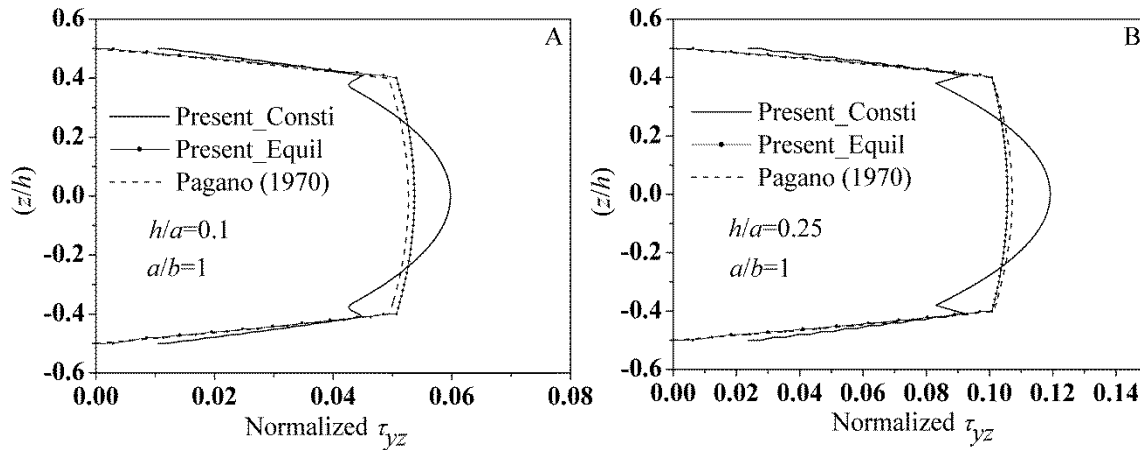 A
0.6
0.4
0.2
0.0
-0.2
-0.4
-0.6
(z/h)
Present_Consti
Present_Equil
Pagano (1970)
h/a=0.1
a/b=1
0.00 0.02 0.04 0.06 0.08
Normalized τyz
B
0.6
0.4
0.2
0.0
-0.2
-0.4
-0.6
(z/h)
Present_Consti
Present_Equil
Pagano (1970)
h/a=0.25
a/b=1
0.00 0.02 0.04 0.06 0.08 0.10 0.12 0.14
Normalized τyz